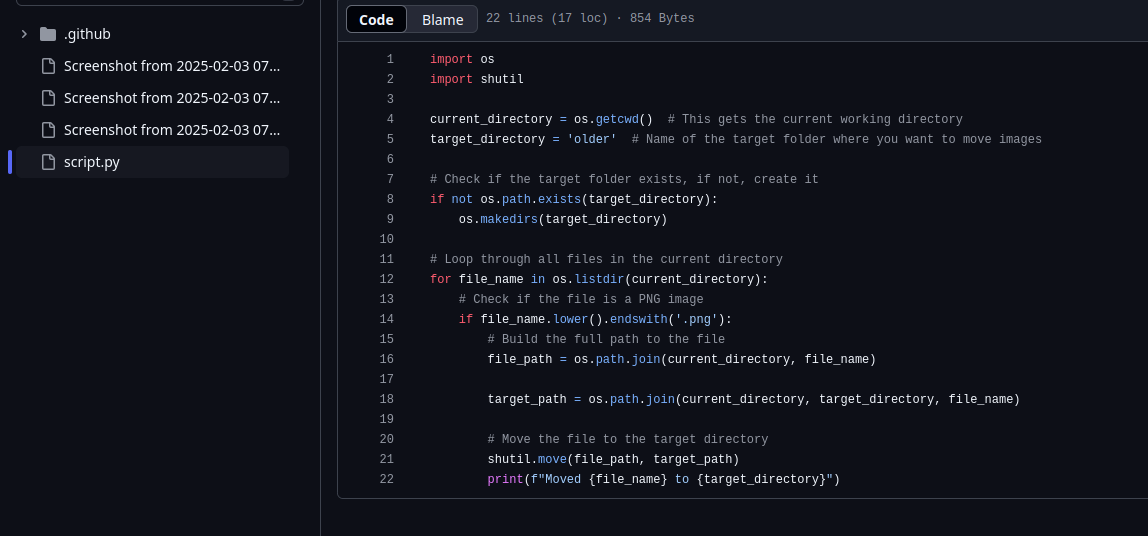 .github
Screenshot from 2025-02-03 07...
Screenshot from 2025-02-03 07...
Screenshot from 2025-02-03 07...
script.py
Code Blame 22 lines (17 loc) · 854 Bytes
1 import os
2 import shutil
3
4 current_directory = os.getcwd()  # This gets the current working directory
5 target_directory = 'older'  # Name of the target folder where you want to move images
6
7 # Check if the target folder exists, if not, create it
8 if not os.path.exists(target_directory):
9     os.makedirs(target_directory)
10
11 # Loop through all files in the current directory
12 for file_name in os.listdir(current_directory):
13     # Check if the file is a PNG image
14     if file_name.lower().endswith('.png'):
15         # Build the full path to the file
16         file_path = os.path.join(current_directory, file_name)
17
18         target_path = os.path.join(current_directory, target_directory, file_name)
19
20         # Move the file to the target directory
21         shutil.move(file_path, target_path)
22         print(f"Moved {file_name} to {target_directory}")